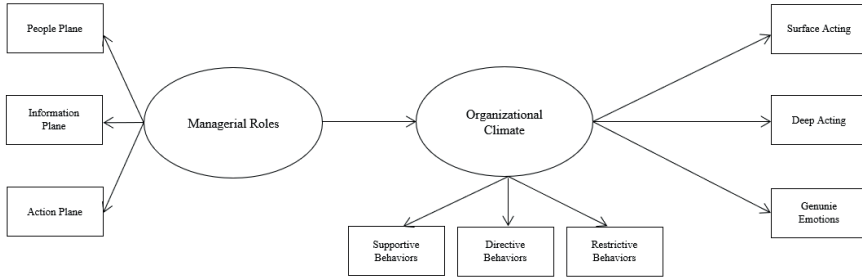 People Plane
Surface Acting
Information
Plane
Managerial Roles
Organizational
Climate
Deep Acting
Action Plane
Genunie
Emotions
Supportive
Behaviors
Directive
Behaviors
Restrictive
Behaviors